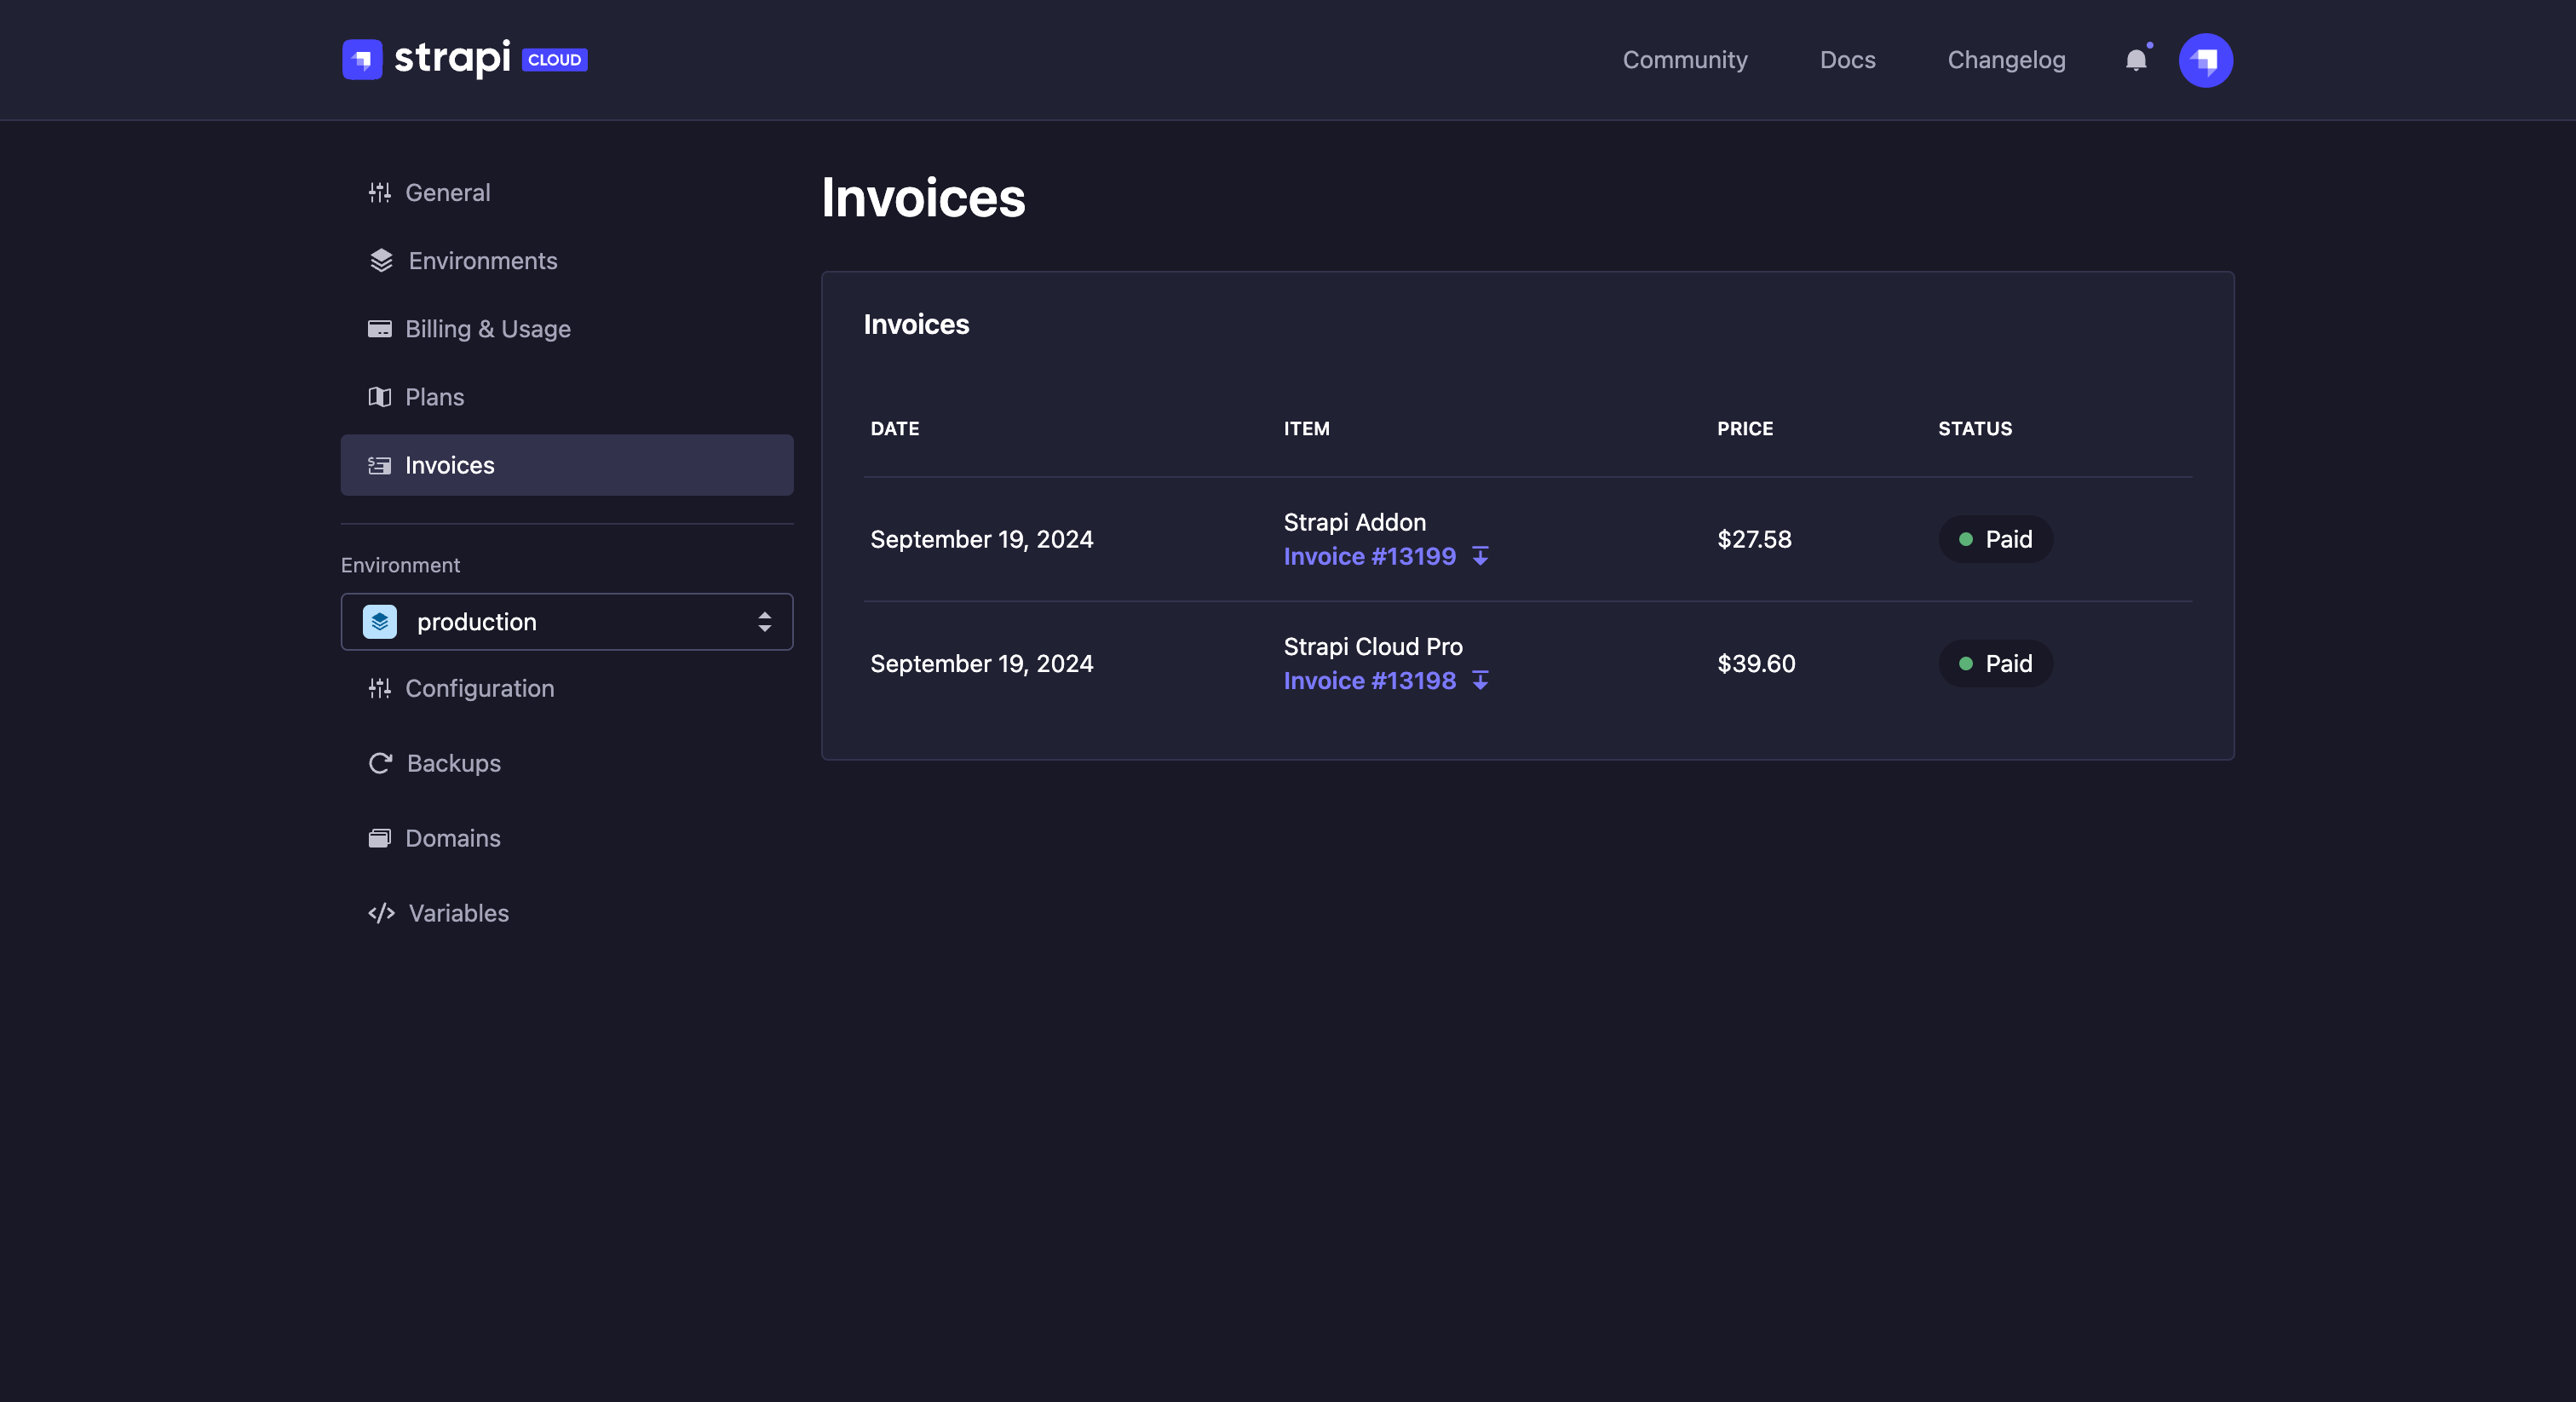 strapi CLOUD
Community
Docs
Changelog
General
Environments
Billing & Usage
Plans
Invoices
Environment
production
Configuration
Backups
Domains
Variables
Invoices
Invoices
DATE ITEM PRICE STATUS
September 19, 2024
Strapi Addon
Invoice #13199
$27.58
Paid
September 19, 2024
Strapi Cloud Pro
Invoice #13198
$39.60
Paid